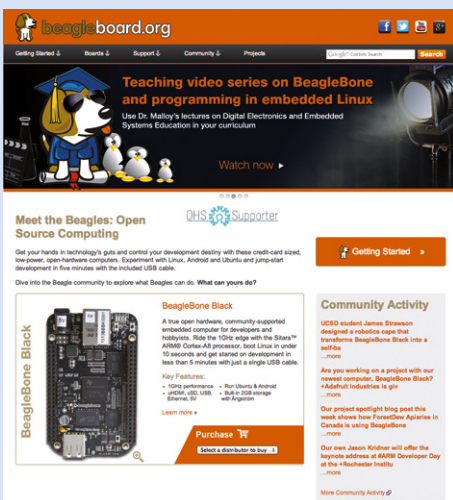 beagleboard.org
Getting Started Boards Support Community Projects
Google Custom Search Search
Teaching video series on BeagleBone
and programming in embedded Linux
Use Dr. Malloy's lectures on Digital Electronics and Embedded
Systems Education in your curriculum
Watch now
Meet the Beagles: Open
Source Computing
OHS Supporter
Get your hands in technology's guts and control your development destiny with these credit-card sized,
low-power, open-hardware computers. Experiment with Linux, Android and Ubuntu and jump-start
development in five minutes with the included USB cable.
Dive into the Beagle community to explore what Beagles can do. What can yours do?
Getting Started »
BeagleBone Black
BeagleBone Black
A true open hardware, community-supported
embedded computer for developers and
hobbyists. Ride the 1GHz edge with the Sitara™
ARM® Cortex-A8 processor, boot Linux in under
10 seconds and get started on development in
less than 5 minutes with just a single USB cable.
Key Features:
• 1GHz performance
• uHDMI, uSD, USB,
Ethernet, 5V
• Run Ubuntu & Android
• Built-in 2GB storage
with Ångström
Learn more »
Purchase
Select a distributor to buy
Community Activity
UCSD student James Strawson
designed a robotics cape that
transforms BeagleBone Black into a
self-ba
...more
Are you working on a project with our
newest computer, BeagleBone Black?
+Adafruit Industries is giv
...more
Our project spotlight blog post this
week shows how ForestDew Apiaries in
Canada is using BeagleBone
...more
Our own Jason Kridner will offer the
keynote address at #ARM Developer Day
at the +Rochester Institu
...more
More Community Activity